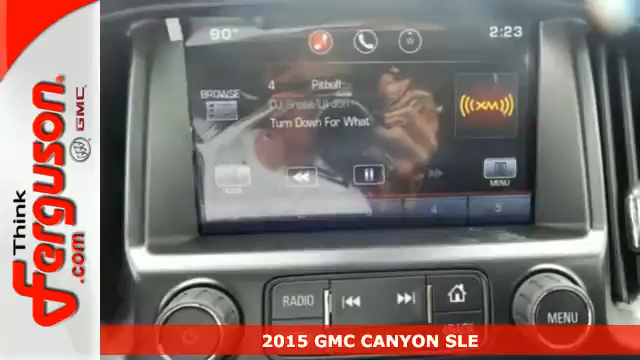 Think
Ferguson
.com
GMC
90°
W
2:23
BROWSE
4 Pitbull
DJ Snake/Lil Jon
Turn Down For What
((XM))
MENU
4 5
RADIO
MENU
BACK
2015 GMC CANYON SLE